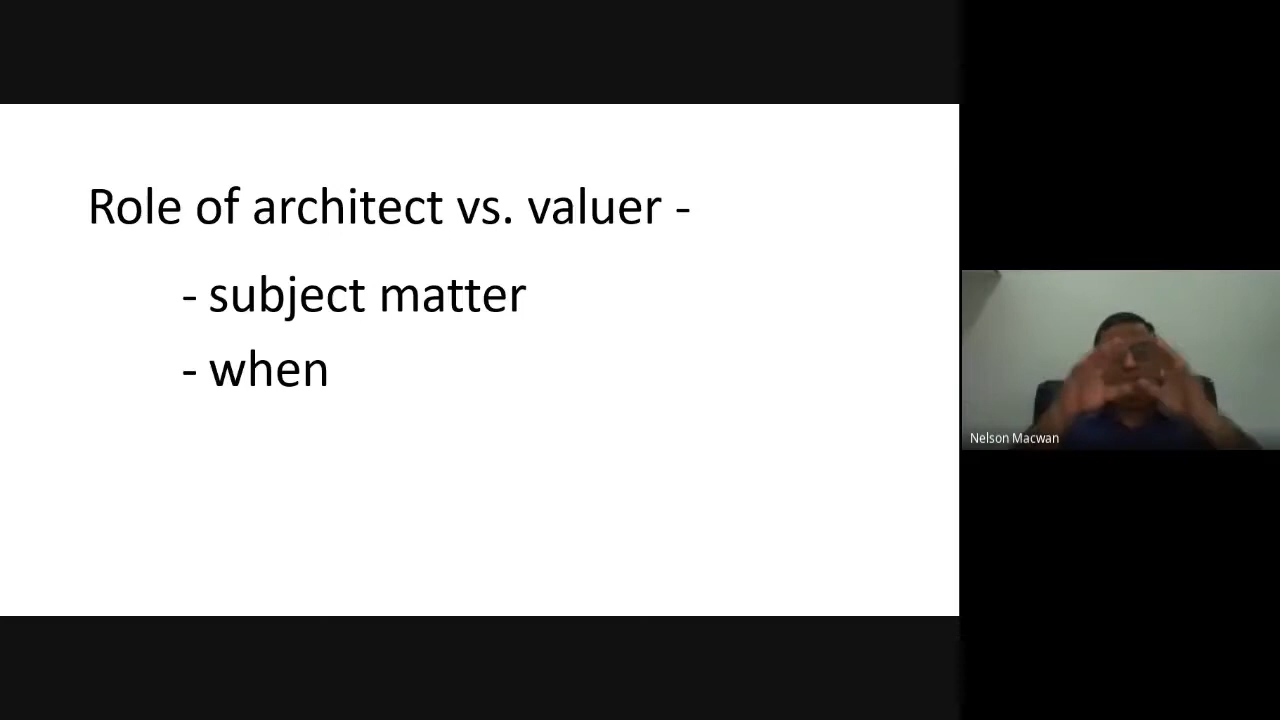 Role of architect vs. valuer -
- subject matter
- when
Nelson Macwan